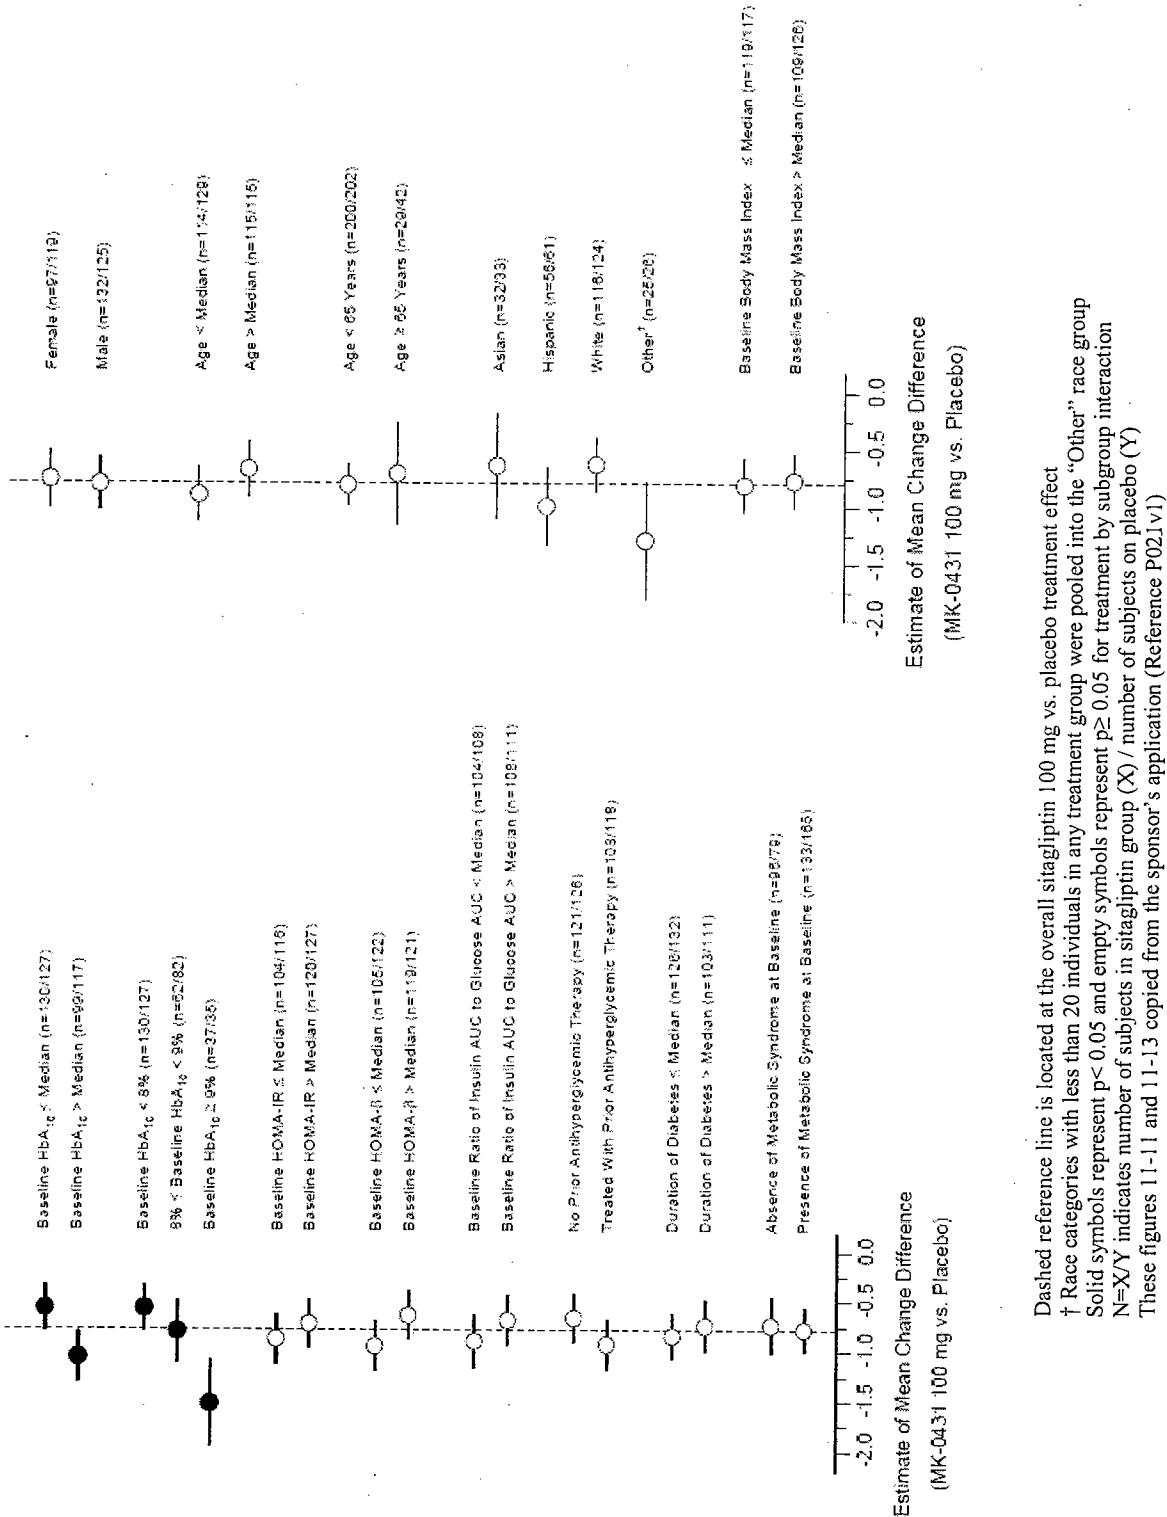 Baseline HbA1c ≤ Median (n=130/127)
Baseline HbA1c > Median (n=99/117)
Baseline HbA1c < 8% (n=130/127)
8% ≤ Baseline HbA1c < 9% (n=62/82)
Baseline HbA1c ≥ 9% (n=37/35)
Baseline HOMA-IR ≤ Median (n=104/116)
Baseline HOMA-IR > Median (n=120/127)
Baseline HOMA-β ≤ Median (n=105/122)
Baseline HOMA-β > Median (n=119/121)
Baseline Ratio of Insulin AUC to Glucose AUC ≤ Median (n=104/108)
Baseline Ratio of Insulin AUC to Glucose AUC > Median (n=108/111)
No Prior Antihyperglycemic Therapy (n=121/126)
Treated With Prior Antihyperglycemic Therapy (n=108/118)
Duration of Diabetes ≤ Median (n=126/132)
Duration of Diabetes > Median (n=103/111)
Absence of Metabolic Syndrome at Baseline (n=96/79)
Presence of Metabolic Syndrome at Baseline (n=133/165)
-2.0 -1.5 -1.0 -0.5 0.0
Estimate of Mean Change Difference
(MK-0431 100 mg vs. Placebo)
Female (n=97/119)
Male (n=132/125)
Age ≤ Median (n=114/129)
Age > Median (n=115/115)
Age < 65 Years (n=200/202)
Age ≥ 65 Years (n=29/42)
Asian (n=32/33)
Hispanic (n=56/61)
White (n=116/124)
Other† (n=25/26)
Baseline Body Mass Index ≤ Median (n=119/117)
Baseline Body Mass Index > Median (n=109/126)
-2.0 -1.5 -1.0 -0.5 0.0
Estimate of Mean Change Difference
(MK-0431 100 mg vs. Placebo)
Dashed reference line is located at the overall sitagliptin 100 mg vs. placebo treatment effect
† Race categories with less than 20 individuals in any treatment group were pooled into the “Other” race group
Solid symbols represent p< 0.05 and empty symbols represent p≥ 0.05 for treatment by subgroup interaction
N=X/Y indicates number of subjects in sitagliptin group (X) / number of subjects on placebo (Y)
These figures 11-11 and 11-13 copied from the sponsor's application (Reference P021v1)